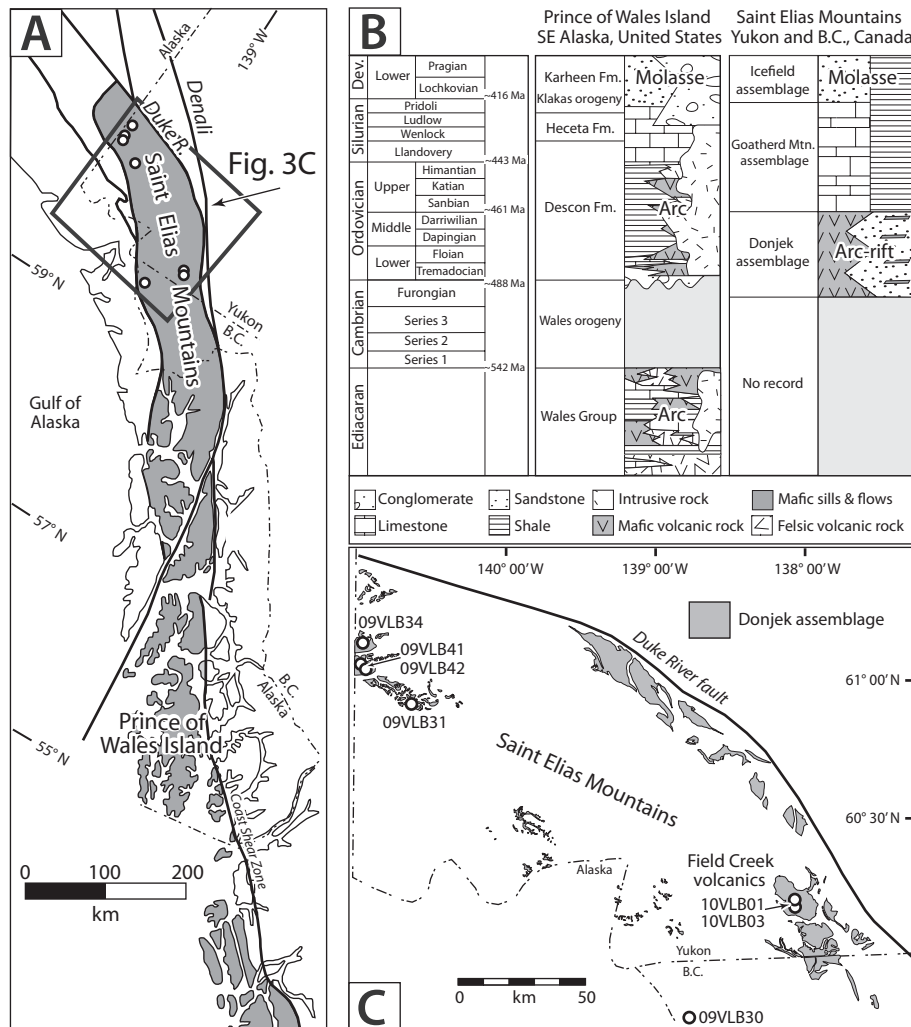 A
Alaska
139° W
Denali
Duke R.
Fig. 3C
Saint Elias Mountains
59° N
Yukon
B.C.
Gulf of
Alaska
57° N
B.C.
Alaska
Prince of
Wales Island
55° N
Coast Shear Zone
0 100 200
km
B
Prince of Wales Island
SE Alaska, United States
Saint Elias Mountains
Yukon and B.C., Canada
Dev.
Lower
Pragian
Lochkovian
~416 Ma
Silurian
Pridoli
Ludlow
Wenlock
Llandovery
~443 Ma
Ordovician
Upper
Himantian
Katian
Sanbian
~461 Ma
Middle
Darriwilian
Dapingian
Lower
Floian
Tremadocian
~488 Ma
Cambrian
Furongian
Series 3
Series 2
Series 1
~542 Ma
Ediacaran
Karheen Fm.
Klakas orogeny
Heceta Fm.
Descon Fm.
Wales orogeny
Wales Group
Molasse
Arc
Arc
Icefield
assemblage
Goatherd Mtn.
assemblage
Donjek
assemblage
No record
Molasse
Arc-rift
Conglomerate
Sandstone
Intrusive rock
Mafic sills & flows
Limestone
Shale
Mafic volcanic rock
Felsic volcanic rock
140° 00' W
139° 00' W
138° 00' W
Donjek assemblage
09VLB34
09VLB41
09VLB42
09VLB31
Duke River fault
61° 00' N
Saint Elias Mountains
60° 30' N
Field Creek
volcanics
10VLB01
10VLB03
Alaska
Yukon
B.C.
0 km 50
09VLB30
C